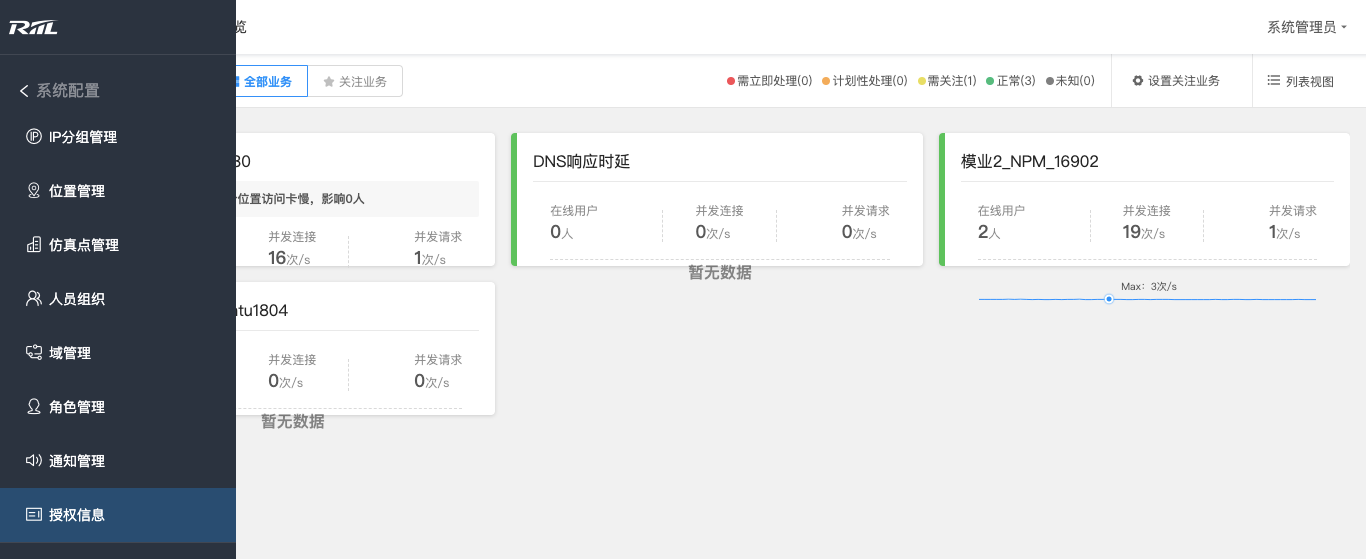 RIIL
览
系统管理员
系统配置
IP分组管理
位置管理
仿真点管理
人员组织
域管理
角色管理
通知管理
授权信息
全部业务
关注业务
需立即处理(0)
计划性处理(0)
需关注(1)
正常(3)
未知(0)
设置关注业务
列表视图
30
位置访问卡慢，影响0人
并发连接
并发请求
16次/s
1次/s
DNS响应时延
在线用户
并发连接
并发请求
0人
0次/s
0次/s
暂无数据
模业2_NPM_16902
在线用户
并发连接
并发请求
2人
19次/s
1次/s
Max：3次/s
ntu1804
并发连接
并发请求
0次/s
0次/s
暂无数据